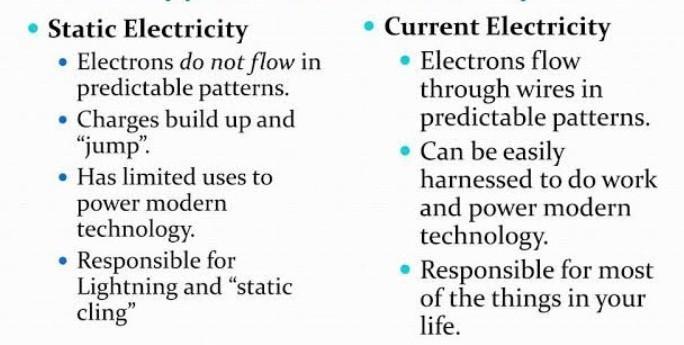 Static Electricity
Electrons do not flow in
predictable patterns.
Charges build up and
“jump”.
Has limited uses to
power modern
technology.
Responsible for
Lightning and “static
cling”
Current Electricity
Electrons flow
through wires in
predictable patterns.
Can be easily
harnessed to do work
and power modern
technology.
Responsible for most
of the things in your
life.